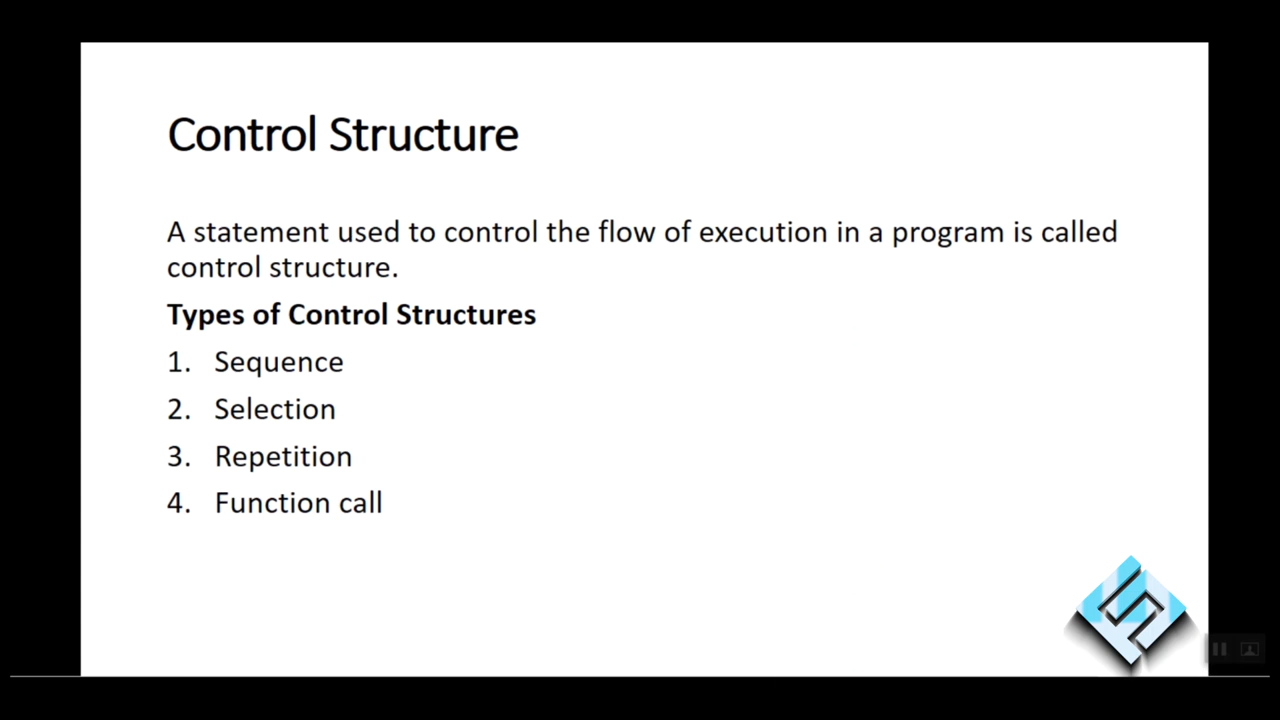 Control Structure
A statement used to control the flow of execution in a program is called
control structure.
Types of Control Structures
1. Sequence
2. Selection
3. Repetition
4. Function call